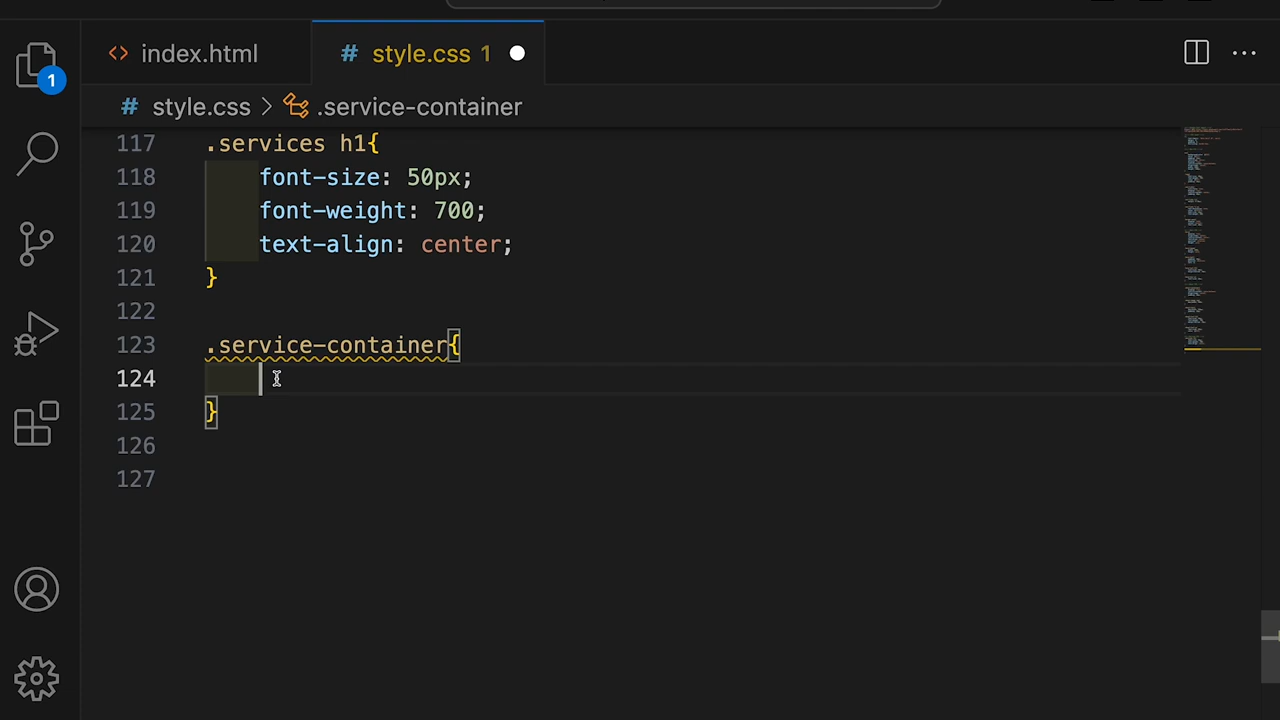 index.html
style.css 1
1
# style.css > .service-container
117 .services h1{
118 font-size: 50px;
119 font-weight: 700;
120 text-align: center;
121 }
122
123 .service-container{
124
125 }
126
127